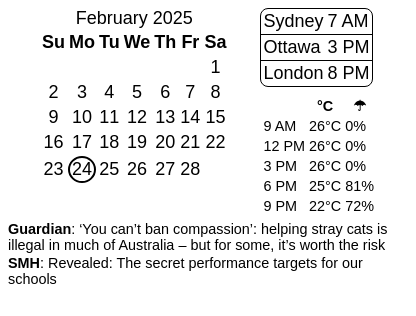 February 2025
Su Mo Tu We Th Fr Sa
1
2 3 4 5 6 7 8
9 10 11 12 13 14 15
16 17 18 19 20 21 22
23 24 25 26 27 28
Sydney 7 AM
Ottawa 3 PM
London 8 PM
°C ☂
9 AM 26°C 0%
12 PM 26°C 0%
3 PM 26°C 0%
6 PM 25°C 81%
9 PM 22°C 72%
Guardian: ‘You can’t ban compassion’: helping stray cats is
illegal in much of Australia – but for some, it’s worth the risk
SMH: Revealed: The secret performance targets for our
schools